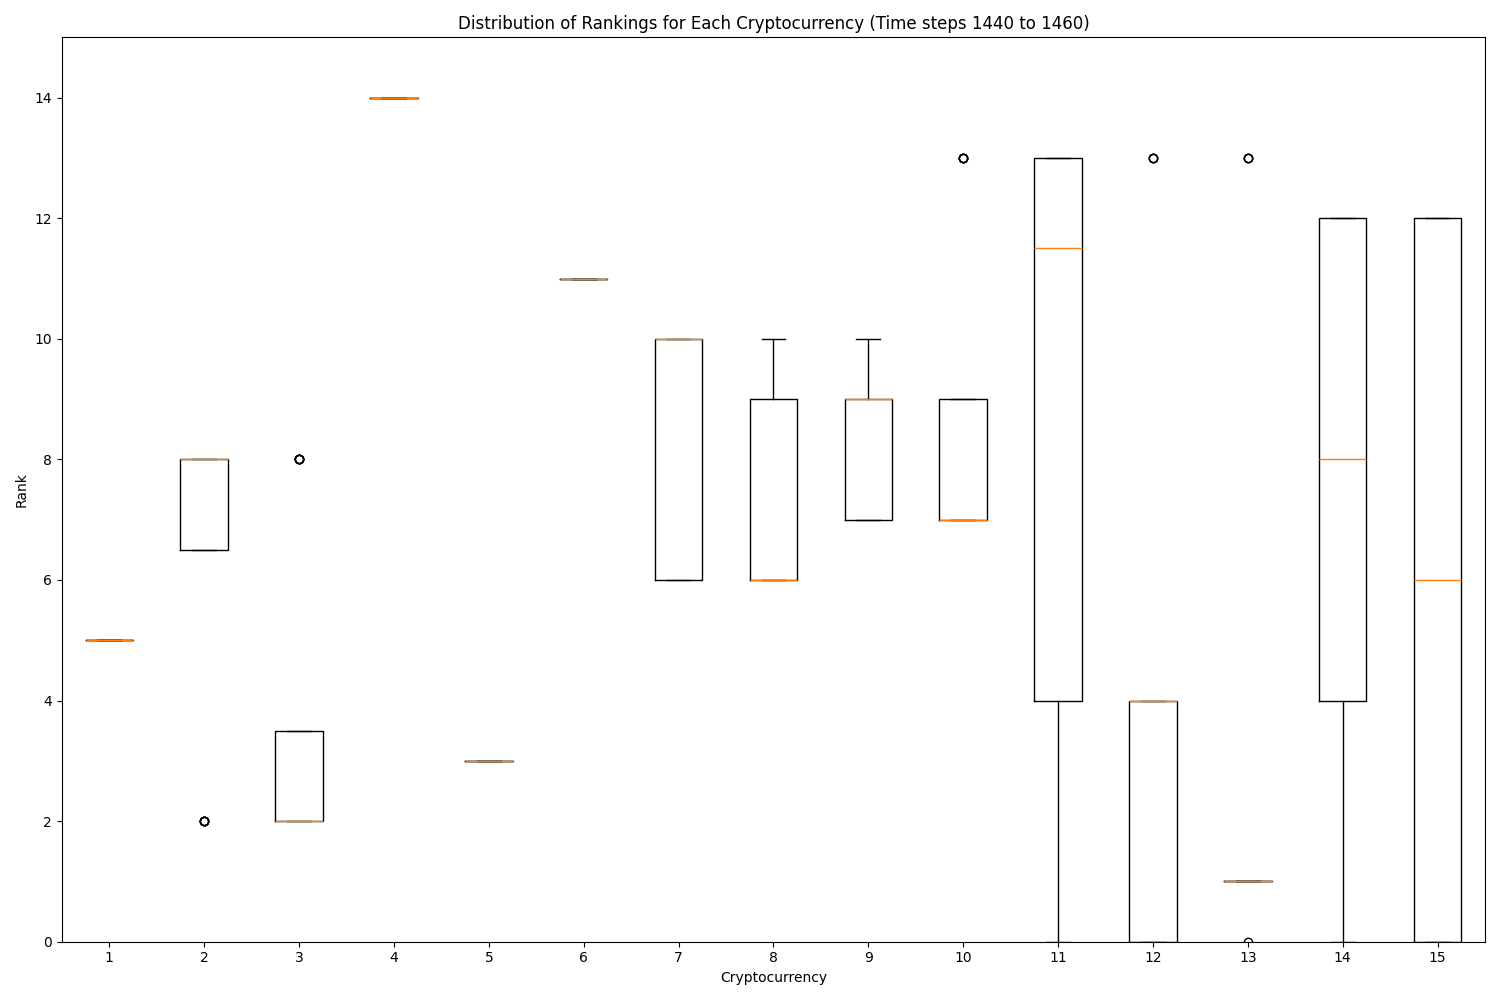 Distribution of Rankings for Each Cryptocurrency (Time steps 1440 to 1460)
14
12
10
8
6
4
2
0
Rank
1 2 3 4 5 6 7 8 9 10 11 12 13 14 15
Cryptocurrency